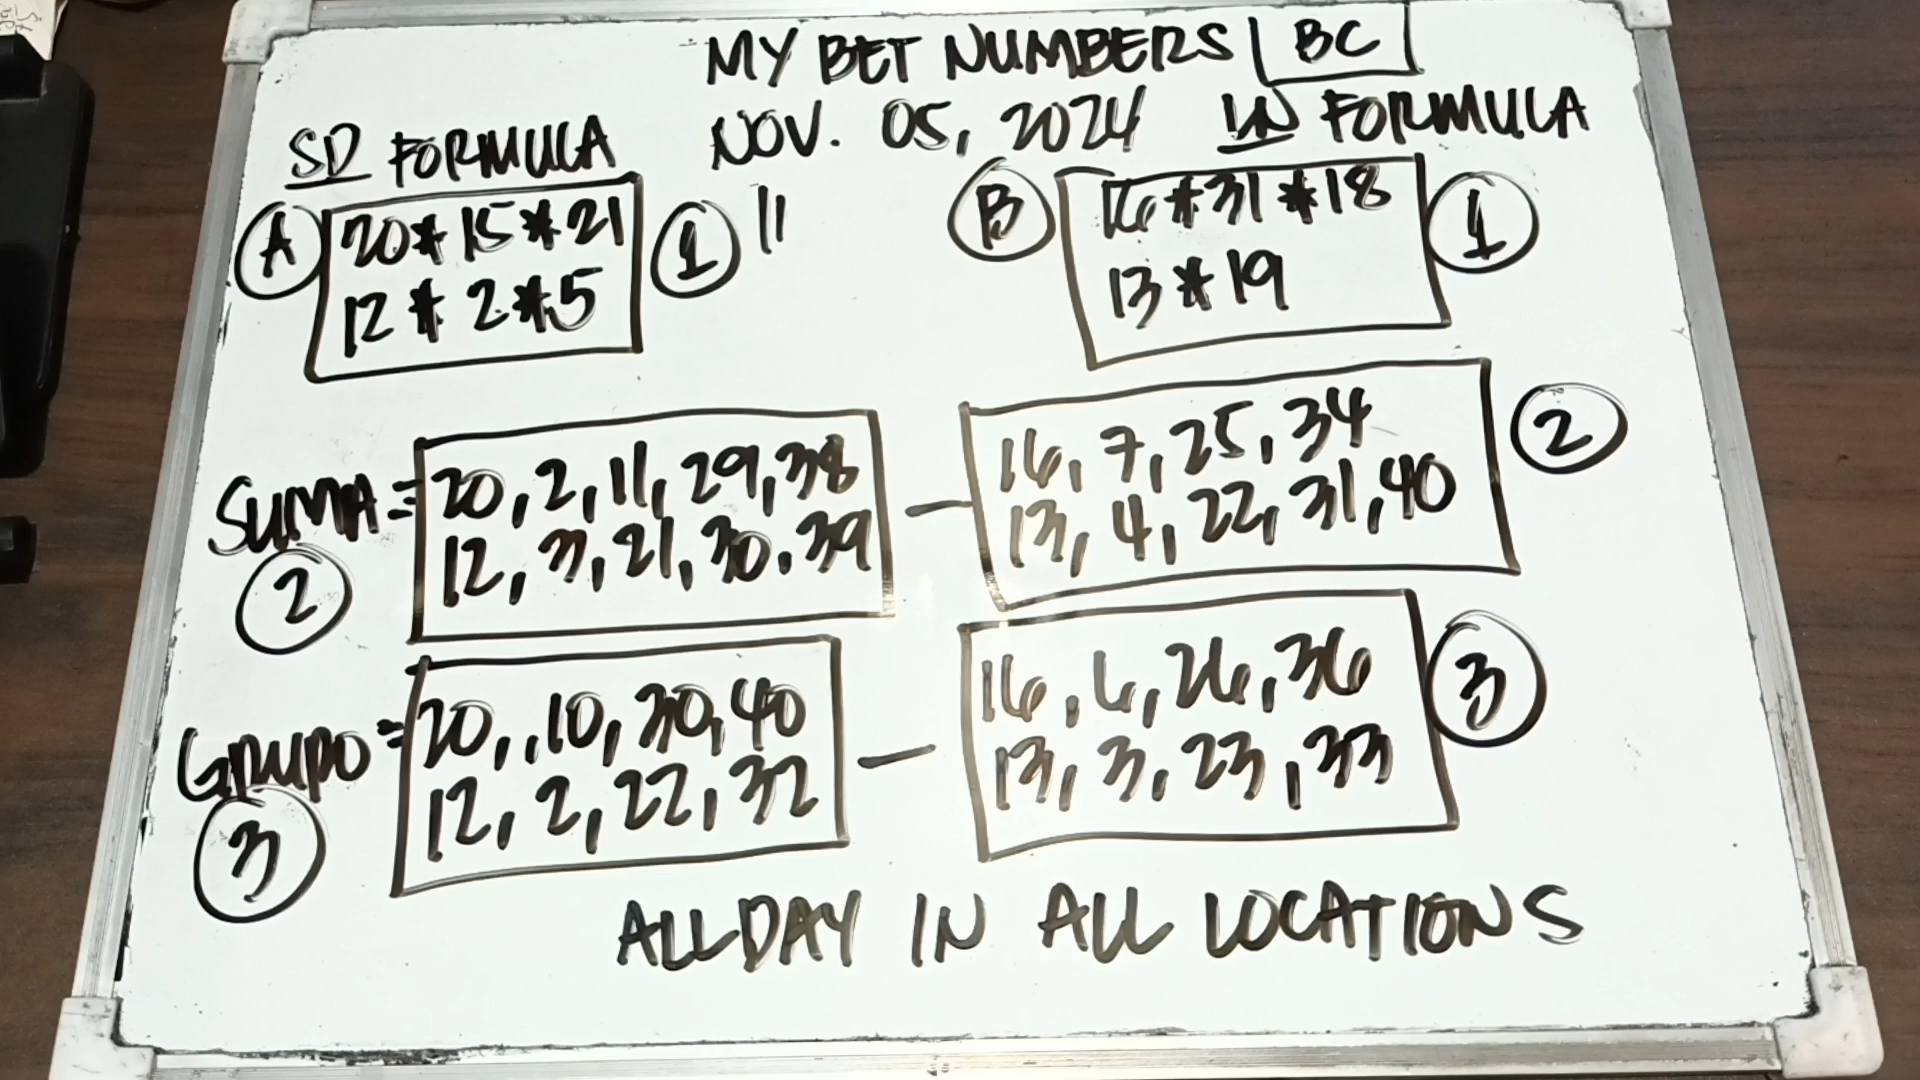 MY BET NUMBERS BC
NOV. 05, 2024
SD FORMULA
LN FORMULA
A 20*15*21 1 11
12*2*5
B 16*31*18 1
13*19
SUMA = 20, 2, 11, 29, 38 — 16, 7, 25, 34 2
12, 3, 21, 30, 39
13, 4, 22, 31, 40
2
GRUPO = 20,, 10, 30, 40 — 16, 6, 26, 36 3
12, 2, 22, 32
13, 3, 23, 33
3
ALLDAY IN ALL LOCATIONS